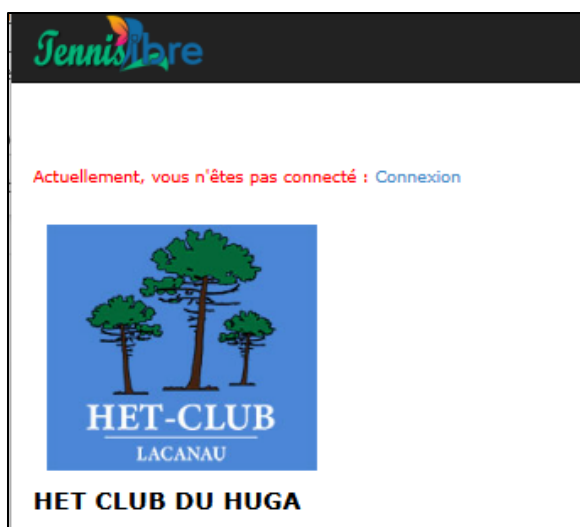 Tennislibre
Actuellement, vous n'êtes pas connecté : Connexion
HET-CLUB
LACANAU
HET CLUB DU HUGA